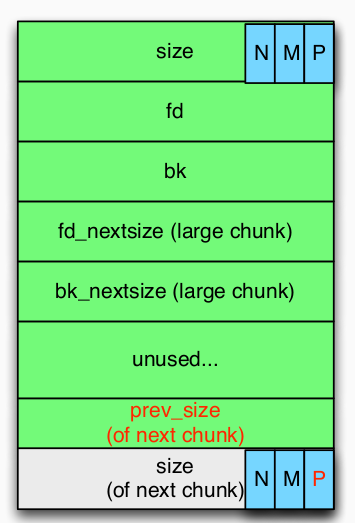 size N M P
fd
bk
fd_nextsize (large chunk)
bk_nextsize (large chunk)
unused...
prev_size
(of next chunk)
size
(of next chunk) N M P